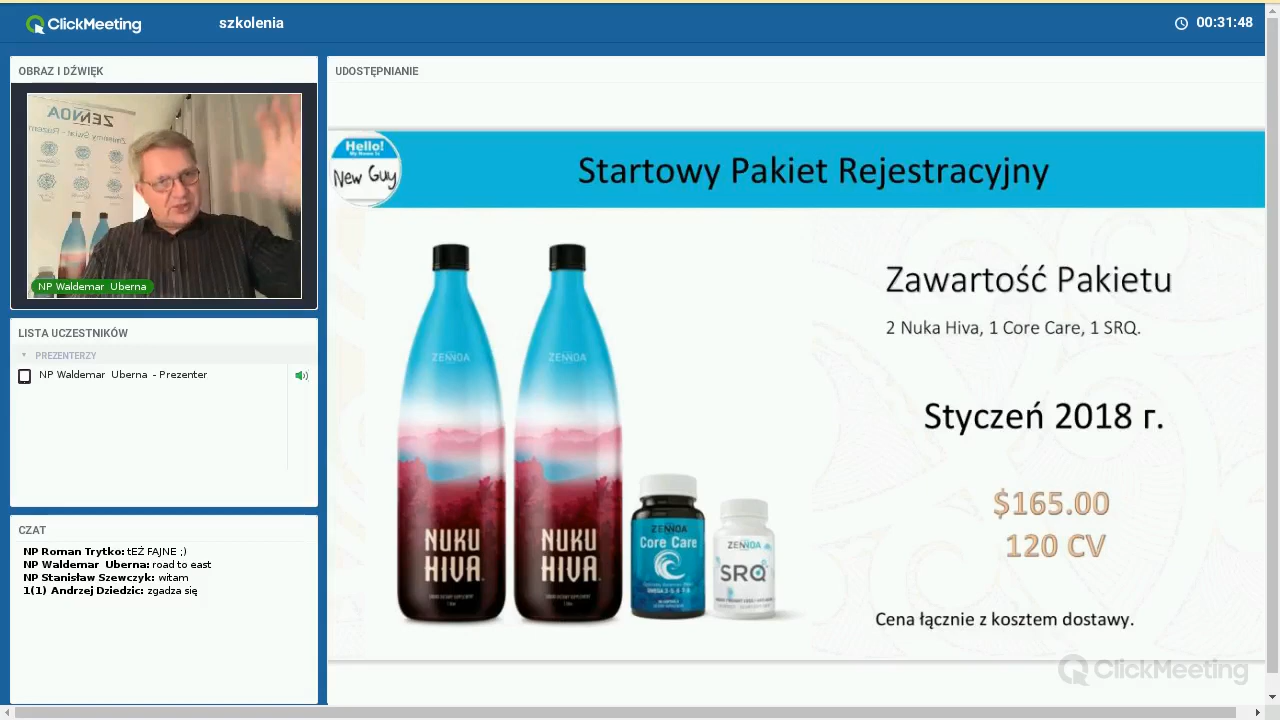 ClickMeeting
szkolenia
00:31:48
OBRAZ I DŹWIĘK
ZENNOA
NP Waldemar Uberna
LISTA UCZESTNIKÓW
PREZENTERZY
NP Waldemar Uberna - Prezenter
CZAT
NP Roman Trytko: tEŻ FAJNE ;)
NP Waldemar Uberna: road to east
NP Stanisław Szewczyk: witam
1(1) Andrzej Dziedzic: zgadza się
UDOSTĘPNIANIE
Hello!
My Name Is
New Guy
Startowy Pakiet Rejestracyjny
ZENNOA
NUKU
HIVA
ZENNOA
NUKU
HIVA
ZENNOA
Core Care
ZENNOA
SRQ
Zawartość Pakietu
2 Nuka Hiva, 1 Core Care, 1 SRQ.
Styczeń 2018 r.
$165.00
120 CV
Cena łącznie z kosztem dostawy.
ClickMeeting